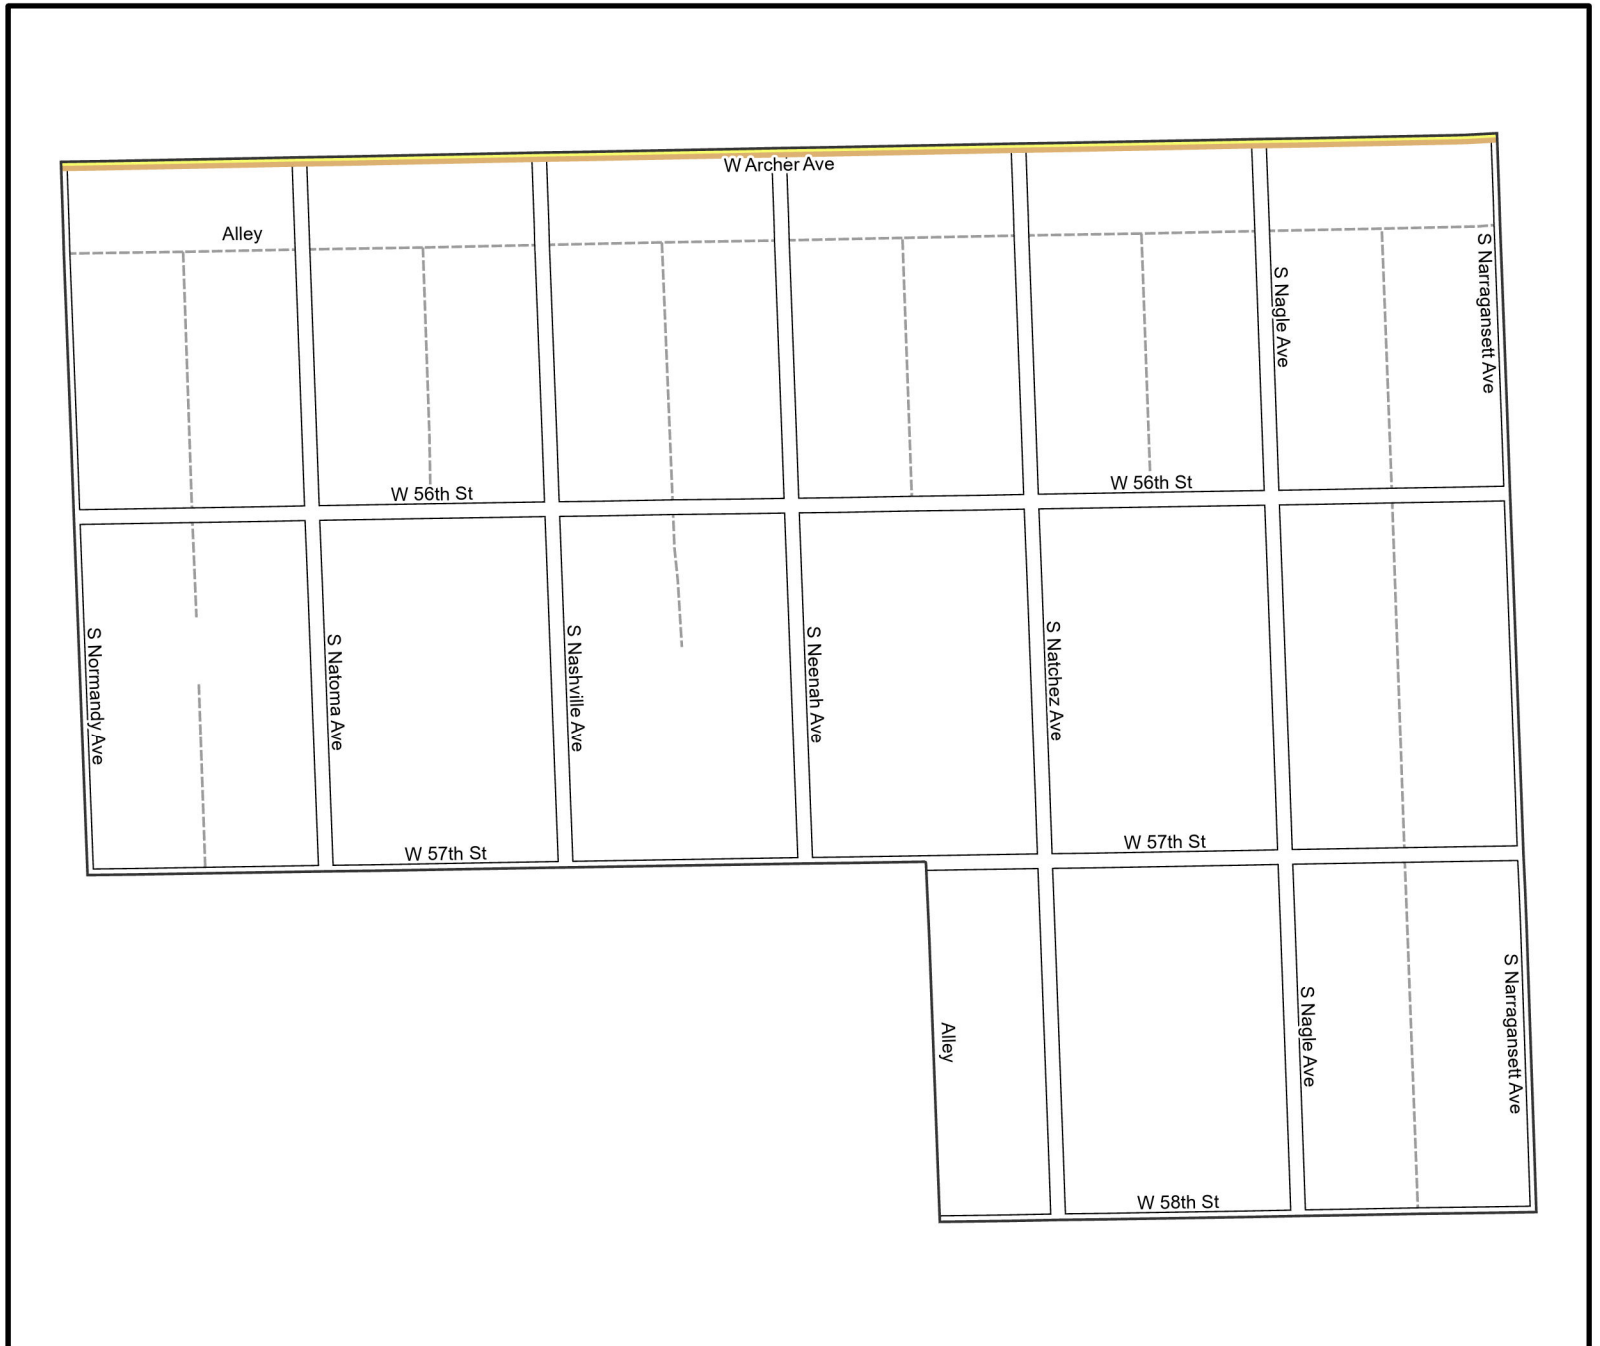 W Archer Ave
Alley
S Nagle Ave
S Narragansett Ave
W 56th St
W 56th St
S Normandy Ave
S Natoma Ave
S Nashville Ave
S Neenah Ave
S Natchez Ave
W 57th St
W 57th St
Alley
S Nagle Ave
S Narragansett Ave
W 58th St